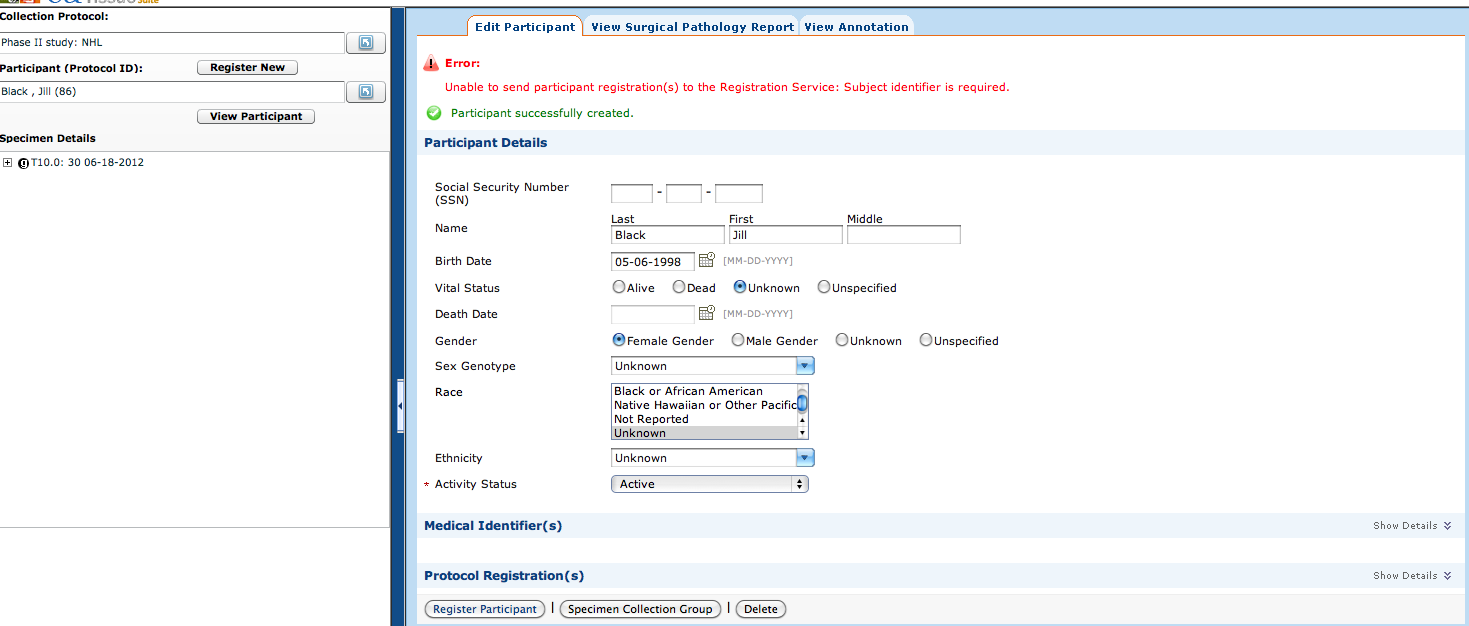 Suite
Collection Protocol:
Phase II study: NHL
Participant (Protocol ID):
Register New
Black , Jill (86)
View Participant
Specimen Details
T10.0: 30 06-18-2012
Edit Participant
View Surgical Pathology Report
View Annotation
Error:
Unable to send participant registration(s) to the Registration Service: Subject identifier is required.
Participant successfully created.
Participant Details
Social Security Number
(SSN)
- -
Last First Middle
Name
Black Jill
Birth Date 05-06-1998 [MM-DD-YYYY]
Vital Status Alive Dead Unknown Unspecified
Death Date [MM-DD-YYYY]
Gender Female Gender Male Gender Unknown Unspecified
Sex Genotype Unknown
Race Black or African American
Native Hawaiian or Other Pacific
Not Reported
Unknown
Ethnicity Unknown
* Activity Status Active
Medical Identifier(s) Show Details
Protocol Registration(s) Show Details
Register Participant | Specimen Collection Group | Delete